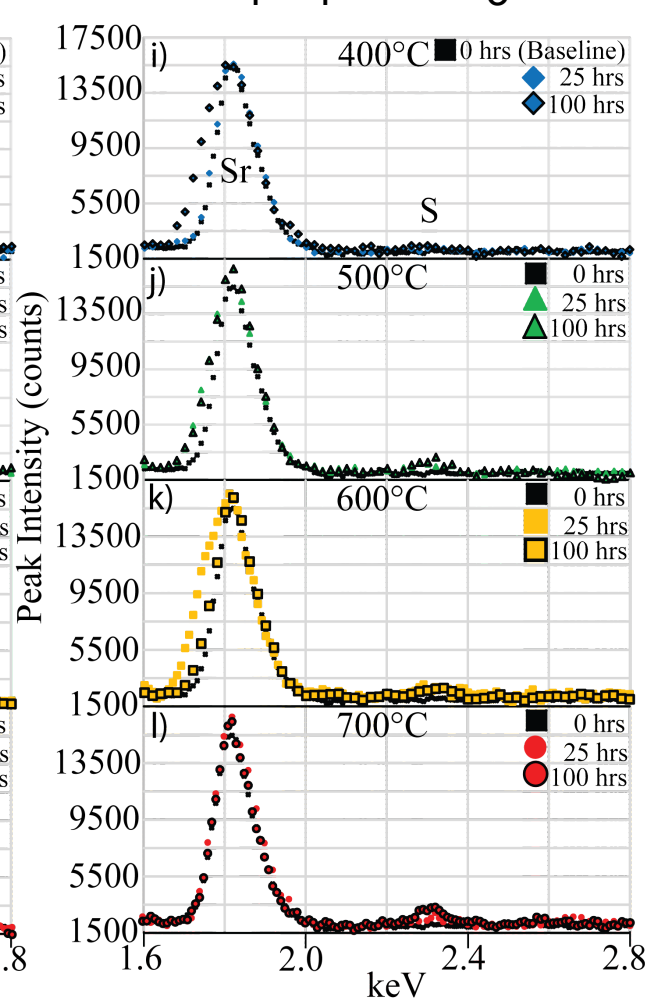 17500
i)
400°C
0 hrs (Baseline)
25 hrs
100 hrs
13500
9500
5500
1500
Sr
S
j)
500°C
0 hrs
25 hrs
100 hrs
13500
9500
5500
1500
k)
600°C
0 hrs
25 hrs
100 hrs
13500
9500
5500
1500
l)
700°C
0 hrs
25 hrs
100 hrs
13500
9500
5500
1500
Peak Intensity (counts)
.8
1.6
2.0
2.4
2.8
keV